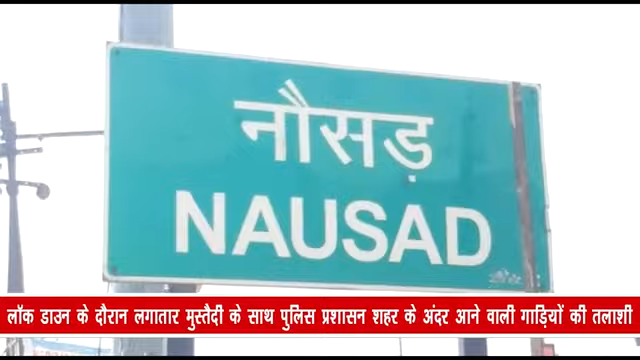 नौसड़
NAUSAD
लॉक डाउन के दौरान लगातार मुस्तैदी के साथ पुलिस प्रशासन शहर के अंदर आने वाली गाड़ियों की तलाशी